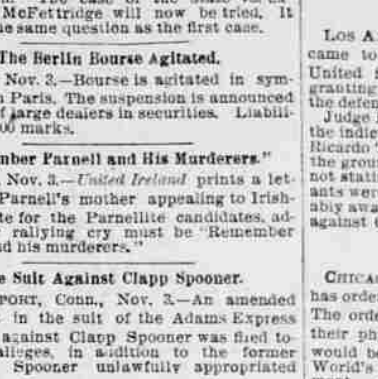 McFettridge will now be tried. It
same question as the first case.
The Berlin Bourse Agitated.
Nov. 3.—Bourse is agitated in sym-
Paris. The suspension is announced
of large dealers in securities. Liabili-
00 marks.
mber Parnell and His Murderers."
Nov. 3.—United Ireland prints a let-
Parnell's mother appealing to Irish-
te for the Parnellite candidates, ad-
rallying cry must be "Remember
d his murderers."
e Suit Against Clapp Spooner.
PORT, Conn., Nov. 3.—An amended
in the suit of the Adams Express
against Clapp Spooner was filed to-
alleges, in addition to the former
Spooner unlawfully appropriated
LOS A
came to
United
granting
the defen
Judge
the indic
Ricardo
the groun
not stati
ants were
ably awa
against
CHICA
has orde
The orde
their ph
would be
World's